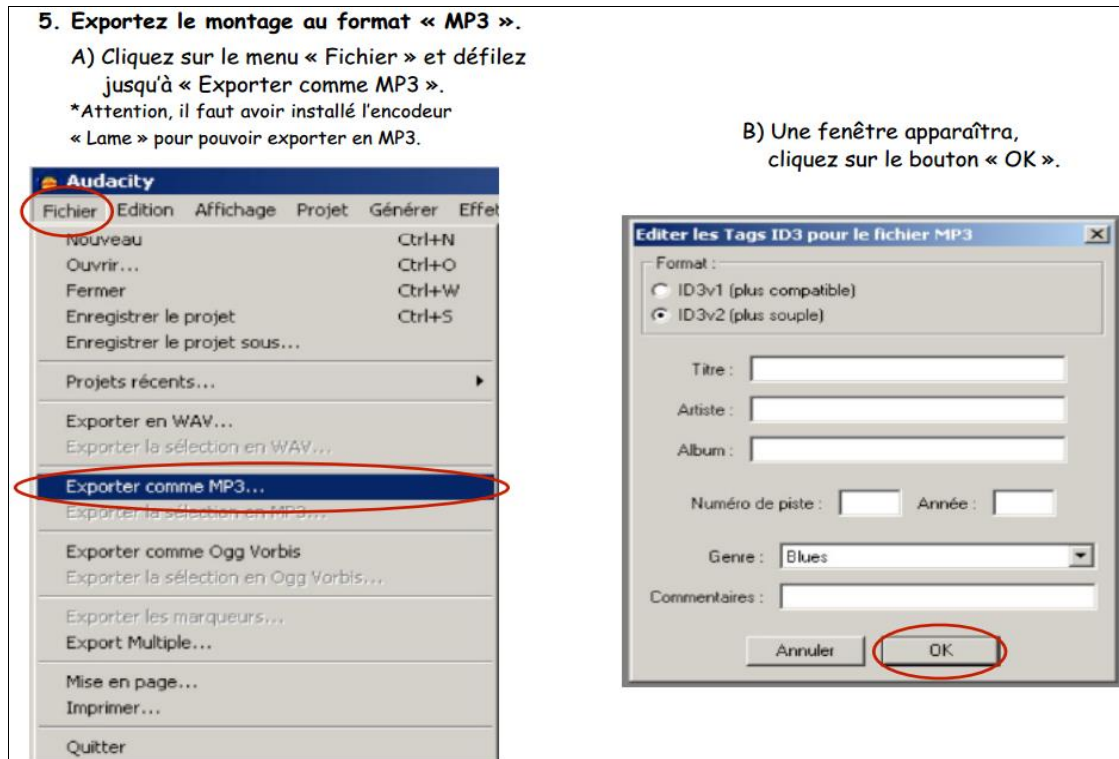 5. Exportez le montage au format « MP3 ».
A) Cliquez sur le menu « Fichier » et défilez
jusqu'à « Exporter comme MP3 ».
*Attention, il faut avoir installé l'encodeur
« Lame » pour pouvoir exporter en MP3.
Audacity
Fichier Edition Affichage Projet Générer Effet
Nouveau Ctrl+N
Ouvrir... Ctrl+O
Fermer Ctrl+W
Enregistrer le projet Ctrl+S
Enregistrer le projet sous...
Projets récents...
Exporter en WAV...
Exporter la sélection en WAV...
Exporter comme MP3...
Exporter la sélection en MP3...
Exporter comme Ogg Vorbis
Exporter la sélection en Ogg Vorbis...
Exporter les marqueurs...
Export Multiple...
Mise en page...
Imprimer...
Quitter
B) Une fenêtre apparaîtra,
cliquez sur le bouton « OK ».
Editer les Tags ID3 pour le fichier MP3
Format :
ID3v1 (plus compatible)
ID3v2 (plus souple)
Titre :
Artiste :
Album :
Numéro de piste : Année :
Genre : Blues
Commentaires :
Annuler OK